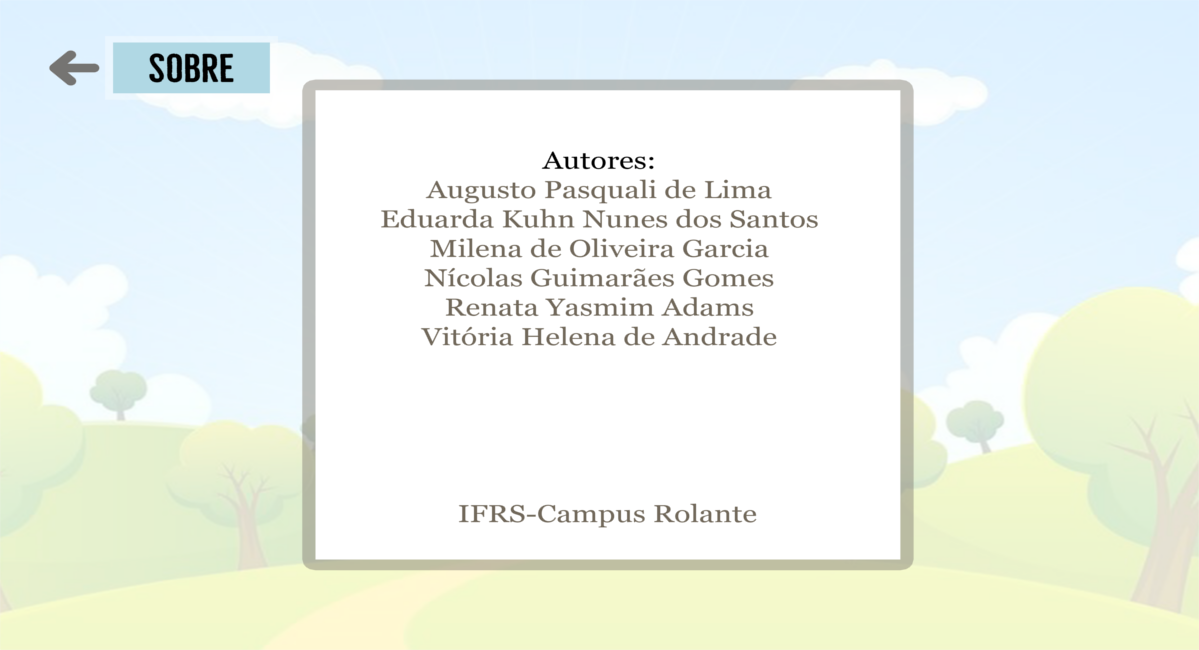 SOBRE
Autores:
Augusto Pasquali de Lima
Eduarda Kuhn Nunes dos Santos
Milena de Oliveira Garcia
Nícolas Guimarães Gomes
Renata Yasmim Adams
Vitória Helena de Andrade
IFRS-Campus Rolante